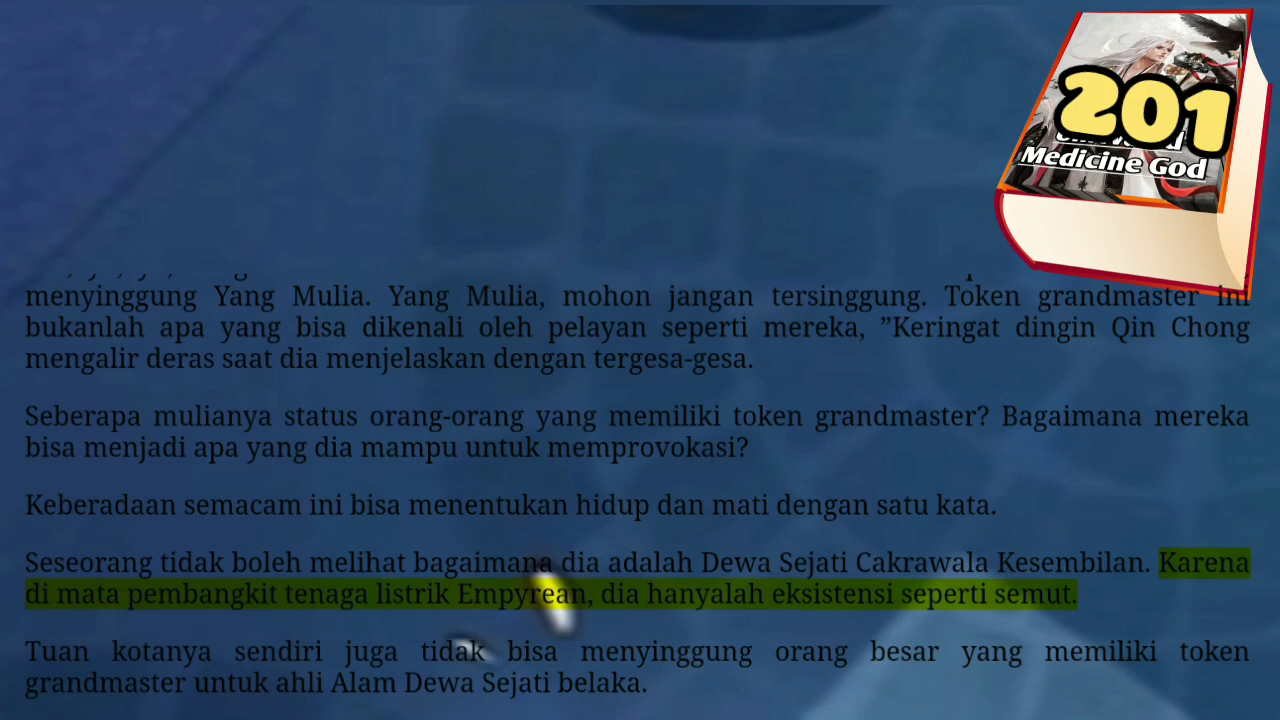 201
Medicine God
menyinggung Yang Mulia. Yang Mulia, mohon jangan tersinggung. Token grandmaster ini
bukanlah apa yang bisa dikenali oleh pelayan seperti mereka, ”Keringat dingin Qin Chong
mengalir deras saat dia menjelaskan dengan tergesa-gesa.
Seberapa mulianya status orang-orang yang memiliki token grandmaster? Bagaimana mereka
bisa menjadi apa yang dia mampu untuk memprovokasi?
Keberadaan semacam ini bisa menentukan hidup dan mati dengan satu kata.
Seseorang tidak boleh melihat bagaimana dia adalah Dewa Sejati Cakrawala Kesembilan. Karena
di mata pembangkit tenaga listrik Empyrean, dia hanyalah eksistensi seperti semut.
Tuan kotanya sendiri juga tidak bisa menyinggung orang besar yang memiliki token
grandmaster untuk ahli Alam Dewa Sejati belaka.